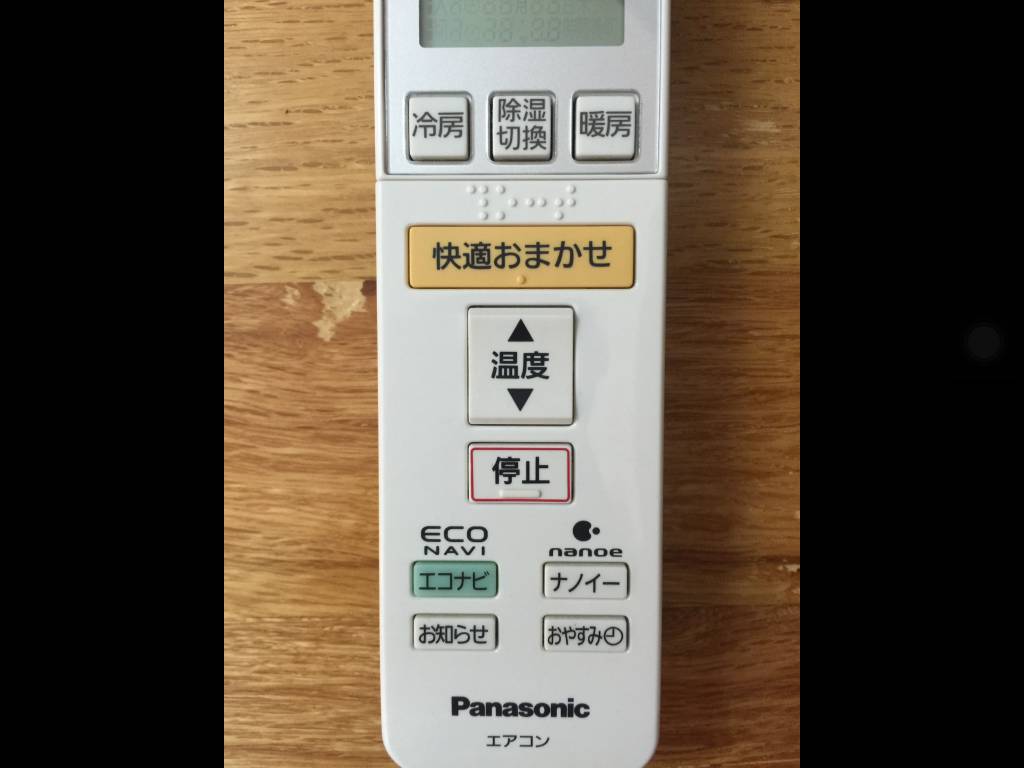 冷房
除湿
切換
暖房
快適おまかせ
▲
温度
▼
停止
ECO
NAVI
nanoe
エコナビ
ナノイー
お知らせ
おやすみ
Panasonic
エアコン